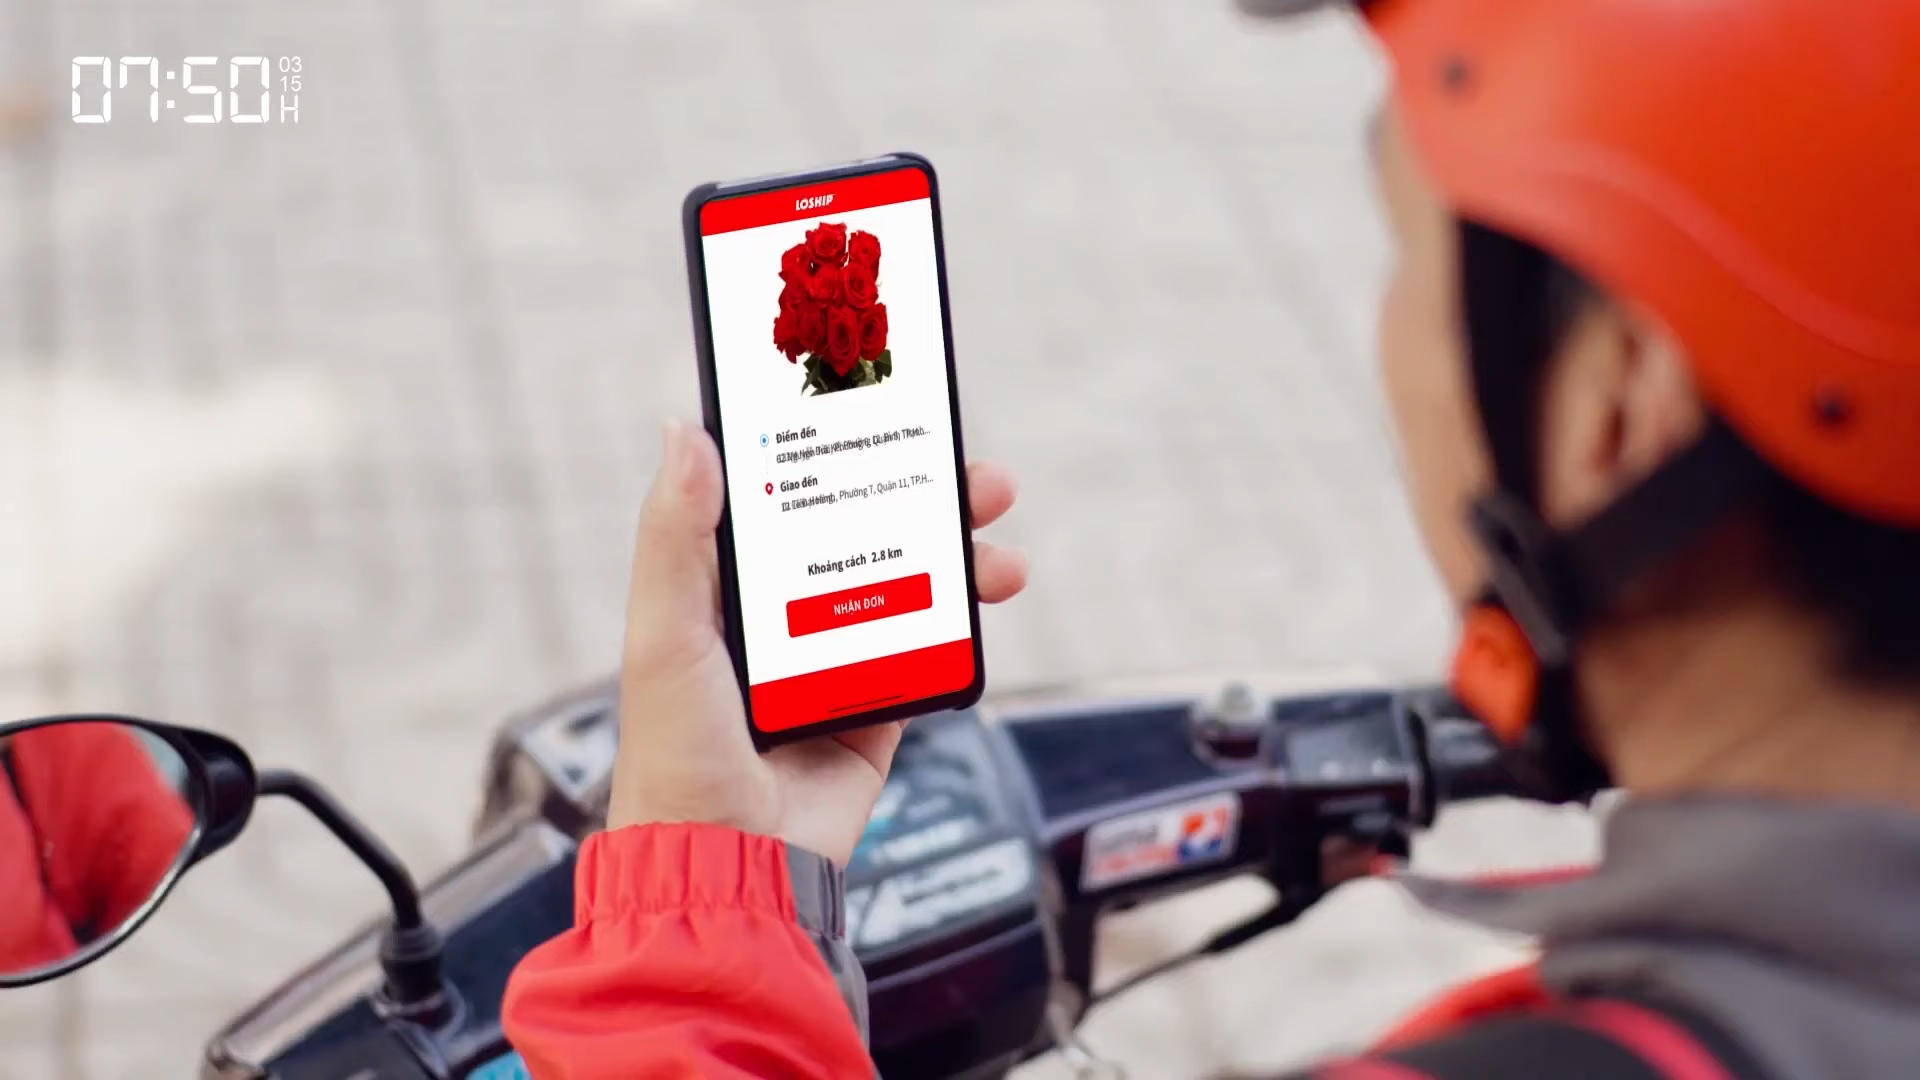 07:50
03
15
H
LOSHIP
Điểm đến
Giao đến
Phường 7, Quận 11, TP.H...
Khoảng cách 2.8 km
NHẬN ĐƠN